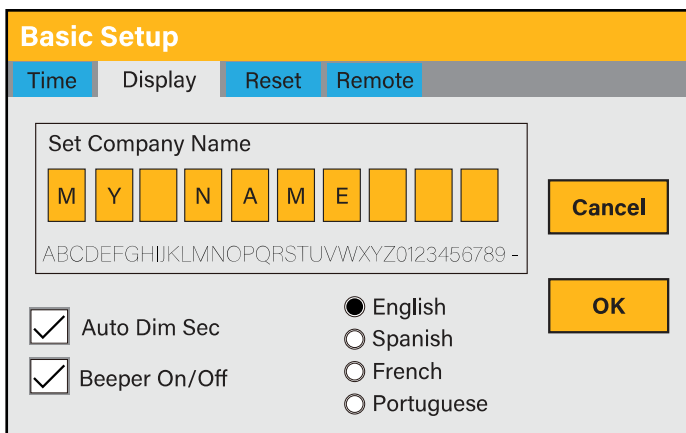 Basic Setup
Time Display Reset Remote
Set Company Name
M Y N A M E
ABCDEFGHIJKLMNOPQRSTUVWXYZ0123456789 -
Cancel
OK
Auto Dim Sec
Beeper On/Off
English
Spanish
French
Portuguese